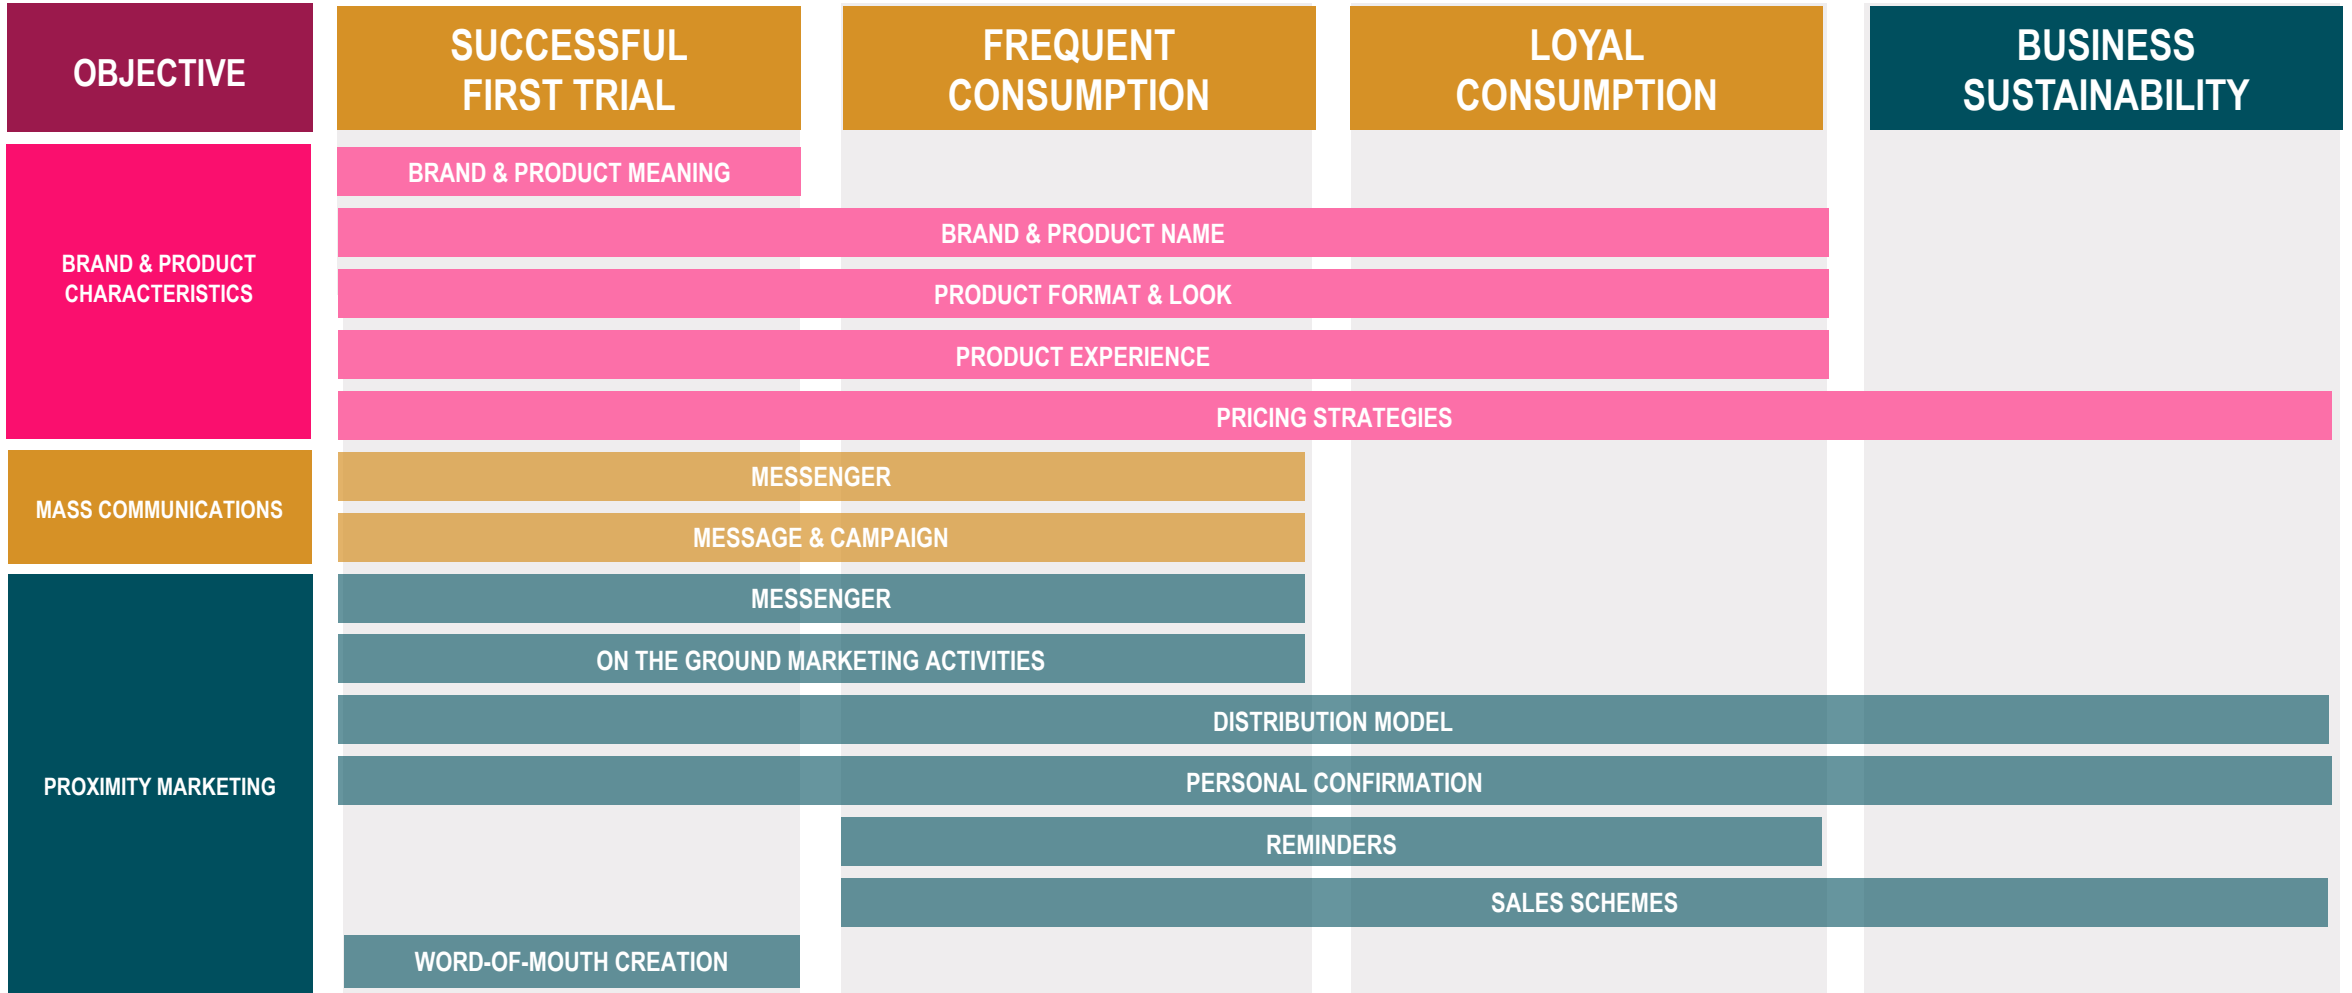 OBJECTIVE
SUCCESSFUL
FIRST TRIAL
FREQUENT
CONSUMPTION
LOYAL
CONSUMPTION
BUSINESS
SUSTAINABILITY
BRAND & PRODUCT
CHARACTERISTICS
BRAND & PRODUCT MEANING
BRAND & PRODUCT NAME
PRODUCT FORMAT & LOOK
PRODUCT EXPERIENCE
PRICING STRATEGIES
MASS COMMUNICATIONS
MESSENGER
MESSAGE & CAMPAIGN
PROXIMITY MARKETING
MESSENGER
ON THE GROUND MARKETING ACTIVITIES
DISTRIBUTION MODEL
PERSONAL CONFIRMATION
REMINDERS
SALES SCHEMES
WORD-OF-MOUTH CREATION